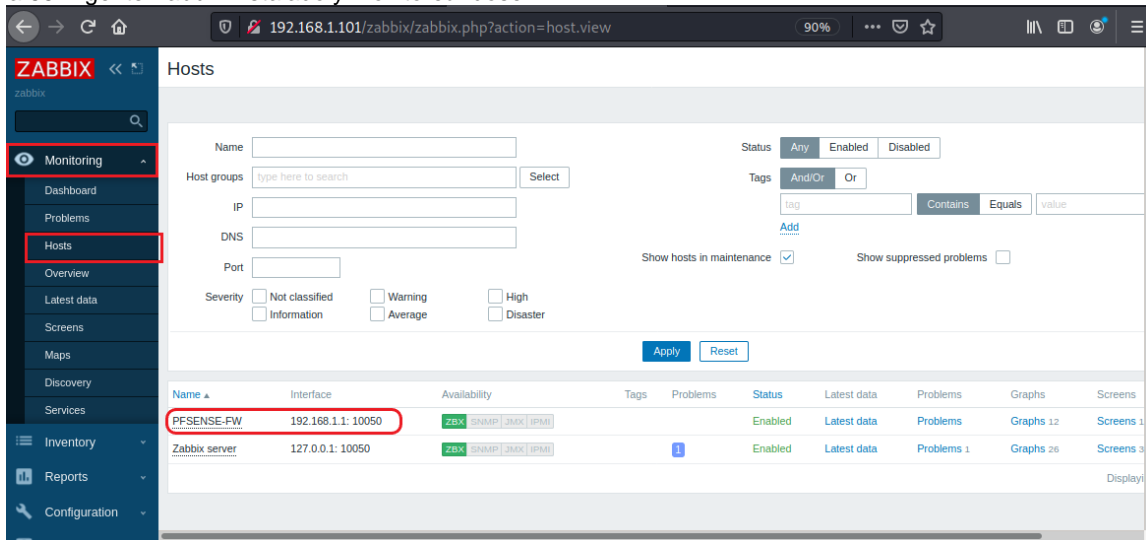 192.168.1.101/zabbix/zabbix.php?action=host.view 90%
ZABBIX
zabbix
Hosts
Monitoring
Dashboard
Problems
Hosts
Overview
Latest data
Screens
Maps
Discovery
Services
Inventory
Reports
Configuration
Name
Host groups type here to search Select
IP
DNS
Port
Severity Not classified Warning High
Information Average Disaster
Status Any Enabled Disabled
Tags And/Or Or
tag Contains Equals value
Add
Show hosts in maintenance Show suppressed problems
Apply Reset
Name Interface Availability Tags Problems Status Latest data Problems Graphs Screens
PFSENSE-FW 192.168.1.1: 10050 ZBX SNMP JMX IPMI Enabled Latest data Problems Graphs 12 Screens 1
Zabbix server 127.0.0.1: 10050 ZBX SNMP JMX IPMI 1 Enabled Latest data Problems 1 Graphs 26 Screens 3
Displayi